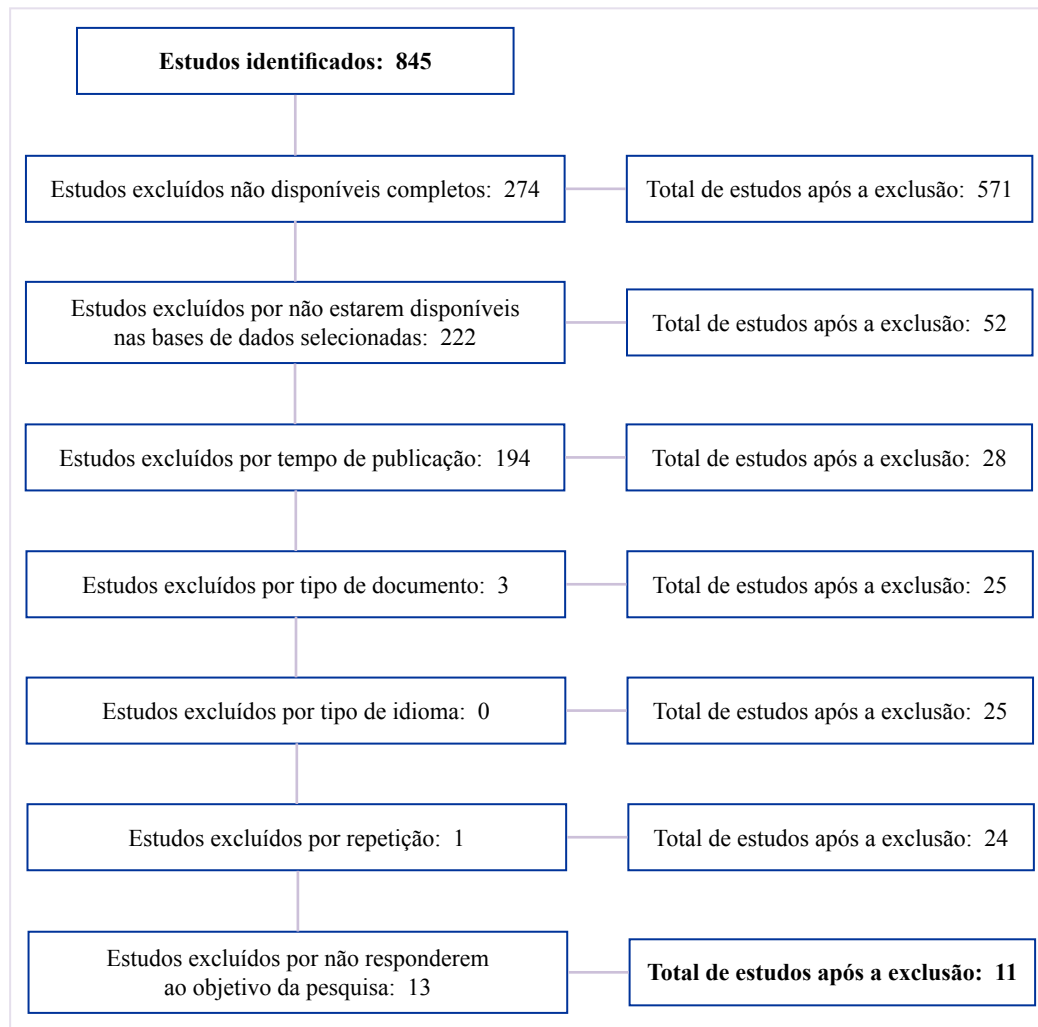 Estudos identificados: 845
Estudos excluídos não disponíveis completos: 274
Total de estudos após a exclusão: 571
Estudos excluídos por não estarem disponíveis
nas bases de dados selecionadas: 222
Total de estudos após a exclusão: 52
Estudos excluídos por tempo de publicação: 194
Total de estudos após a exclusão: 28
Estudos excluídos por tipo de documento: 3
Total de estudos após a exclusão: 25
Estudos excluídos por tipo de idioma: 0
Total de estudos após a exclusão: 25
Estudos excluídos por repetição: 1
Total de estudos após a exclusão: 24
Estudos excluídos por não responderem
ao objetivo da pesquisa: 13
Total de estudos após a exclusão: 11